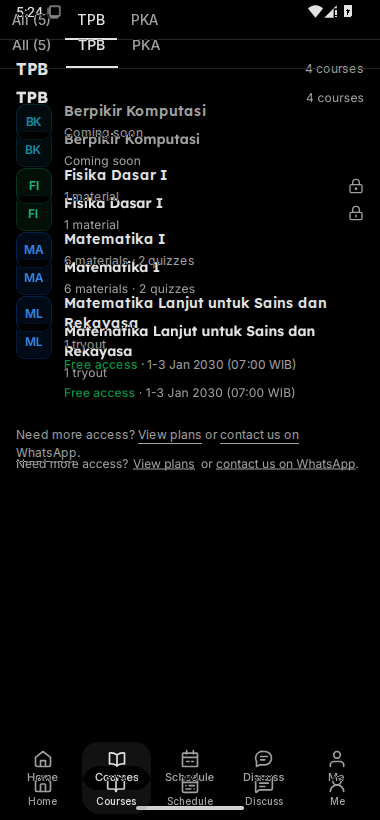 5:24
All (5) TPB PKA
All (5) TPB PKA
TPB 4 courses
TPB 4 courses
BK Berpikir Komputasi
Coming soon
BK Berpikir Komputasi
Coming soon
FI Fisika Dasar I
1 material
FI Fisika Dasar I
1 material
MA Matematika I
6 materials · 2 quizzes
MA Matematika I
6 materials · 2 quizzes
ML Matematika Lanjut untuk Sains dan
Rekayasa
1 tryout
ML Matematika Lanjut untuk Sains dan
Rekayasa
Free access · 1-3 Jan 2030 (07:00 WIB)
1 tryout
Free access · 1-3 Jan 2030 (07:00 WIB)
Need more access? View plans or contact us on
WhatsApp.
Need more access? View plans or contact us on WhatsApp.
Home Courses Schedule Discuss Me
Home Courses Schedule Discuss Me